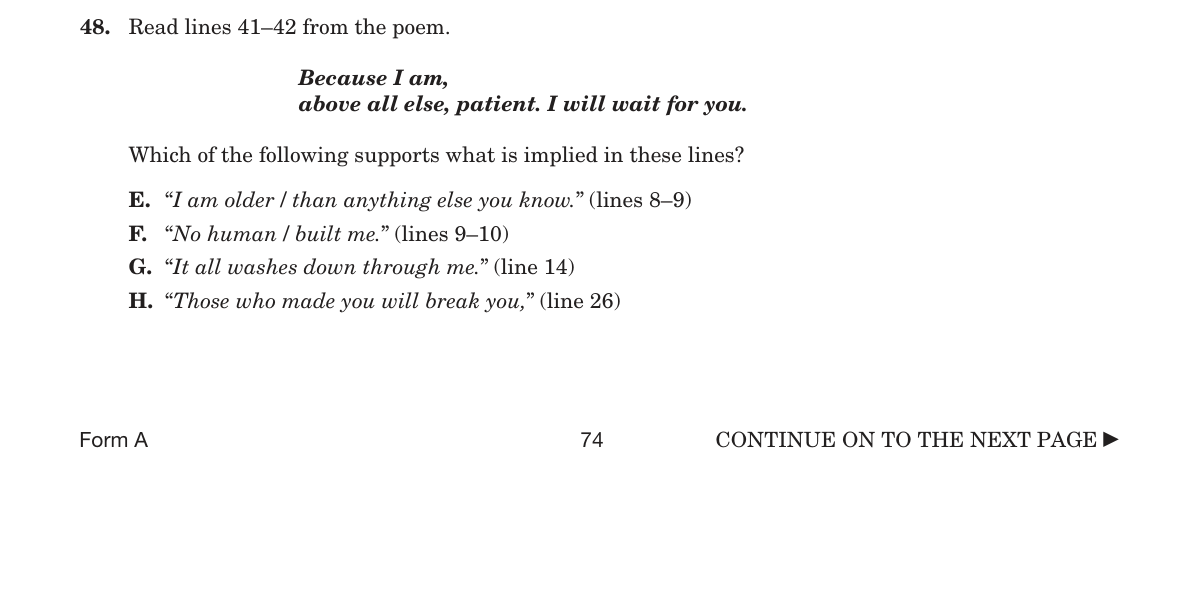 48. Read lines 41–42 from the poem.
Because I am,
above all else, patient. I will wait for you.
Which of the following supports what is implied in these lines?
E. “I am older / than anything else you know.” (lines 8–9)
F. “No human / built me.” (lines 9–10)
G. “It all washes down through me.” (line 14)
H. “Those who made you will break you,” (line 26)
Form A 74 CONTINUE ON TO THE NEXT PAGE ►